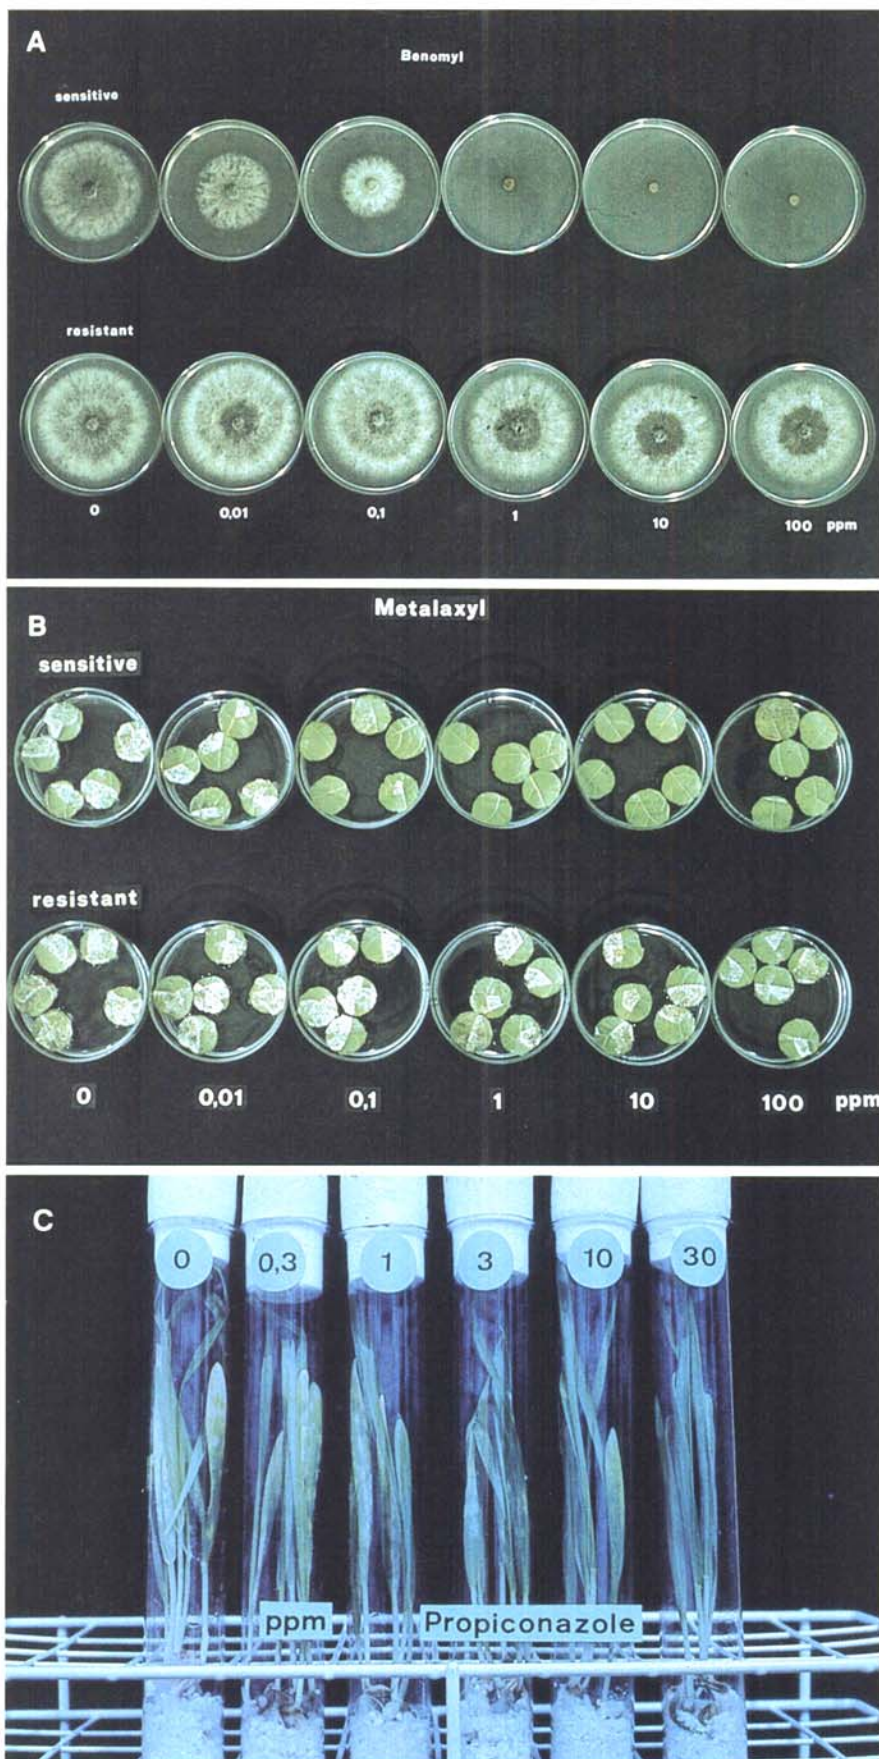 A
Benomyl
sensitive
resistant
0 0,01 0,1 1 10 100 ppm
B
Metalaxyl
sensitive
resistant
0 0,01 0,1 1 10 100 ppm
C
0 0,3 1 3 10 30
ppm Propiconazole